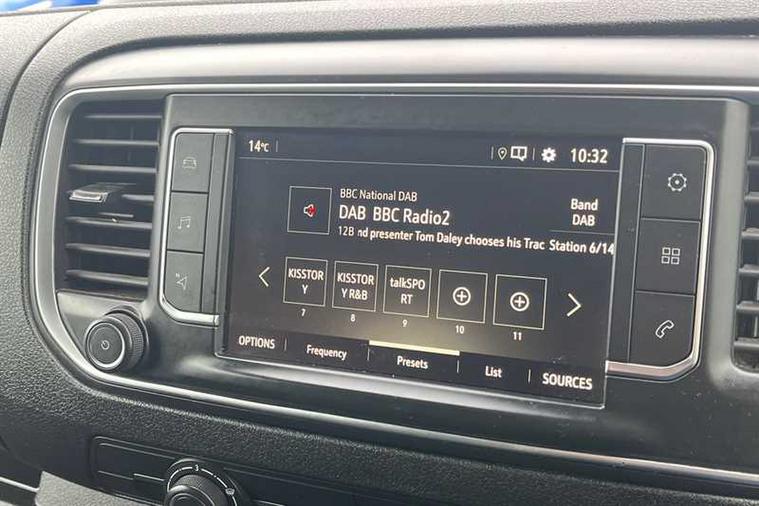 14°C
10:32
BBC National DAB
DAB BBC Radio2
12B nd presenter Tom Daley chooses his Trac
Band
DAB
Station 6/14
KISSTOR
Y
7
KISSTOR
Y R&B
8
talkSPO
RT
9
10
11
OPTIONS
Frequency
Presets
List
SOURCES
3